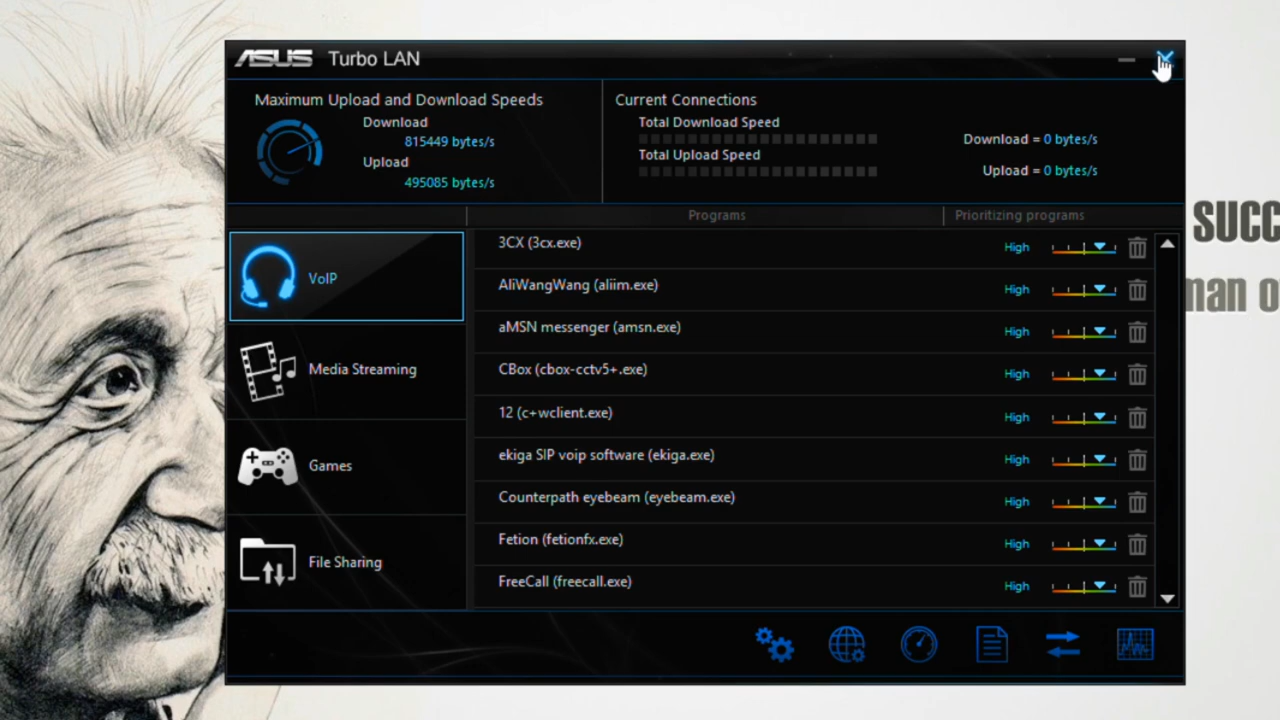 ASUS Turbo LAN
Maximum Upload and Download Speeds
Download
815449 bytes/s
Upload
495085 bytes/s
Current Connections
Total Download Speed
Download = 0 bytes/s
Total Upload Speed
Upload = 0 bytes/s
Programs
Prioritizing programs
VoIP
Media Streaming
Games
File Sharing
3CX (3cx.exe) High
AliWangWang (aliim.exe) High
aMSN messenger (amsn.exe) High
CBox (cbox-cctv5+.exe) High
12 (c+wclient.exe) High
ekiga SIP voip software (ekiga.exe) High
Counterpath eyebeam (eyebeam.exe) High
Fetion (fetionfx.exe) High
FreeCall (freecall.exe) High
SUCC
man o